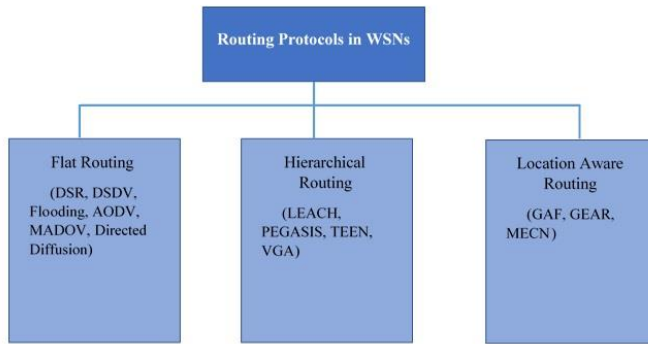 Routing Protocols in WSNs
Flat Routing
(DSR, DSDV,
Flooding, AODV,
MADOV, Directed
Diffusion)
Hierarchical
Routing
(LEACH,
PEGASIS, TEEN,
VGA)
Location Aware
Routing
(GAF, GEAR,
MECN)